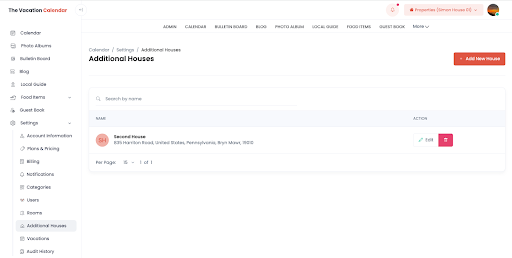 The Vacation Calendar
Properties (Simon House 01)
ADMIN CALENDAR BULLETIN BOARD BLOG PHOTO ALBUM LOCAL GUIDE FOOD ITEMS GUEST BOOK More
Calendar
Photo Albums
Bulletin Board
Blog
Local Guide
Food Items
Guest Book
Settings
Account Information
Plans & Pricing
Billing
Notifications
Categories
Users
Rooms
Additional Houses
Vacations
Audit History
Calendar / Settings / Additional Houses
Additional Houses
+ Add New House
Search by name
NAME ACTION
SH
Second House
635 Harriton Road, United States, Pennsylvania, Bryn Mawr, 19010
Edit
Per Page: 15 1 of 1